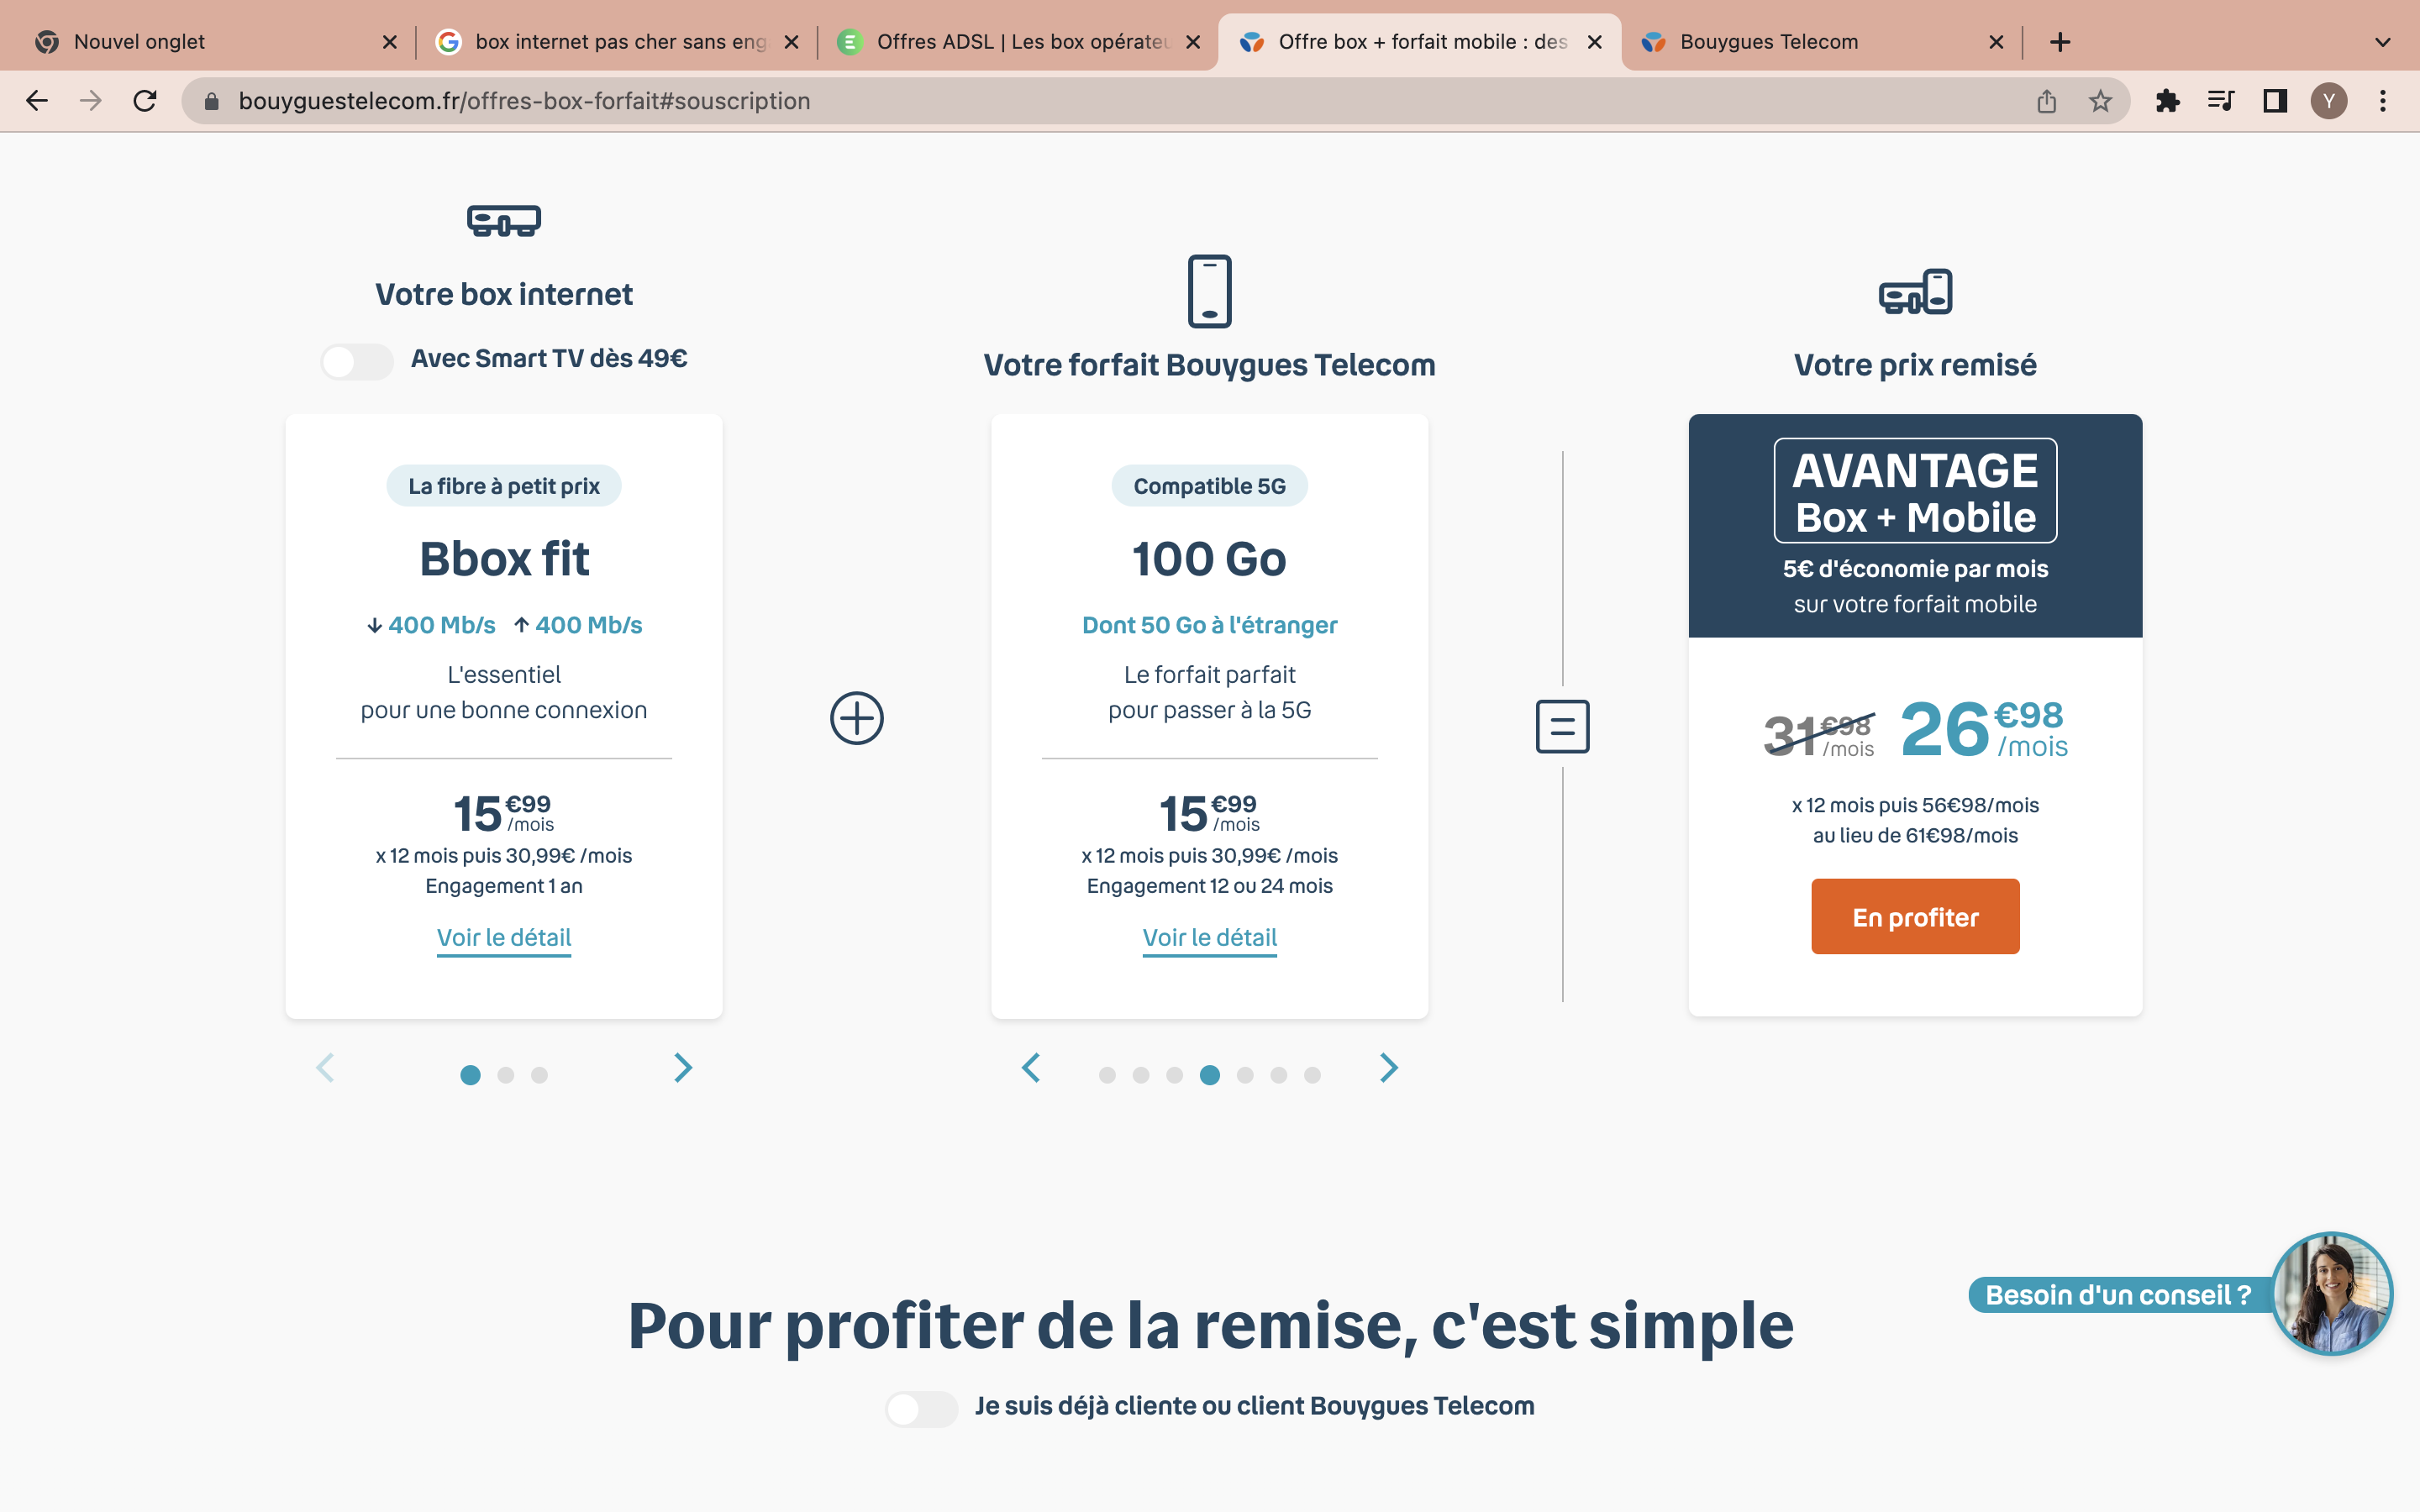 Nouvel onglet
box internet pas cher sans eng
Offres ADSL | Les box opérateu
Offre box + forfait mobile : des
Bouygues Telecom
bouyguestelecom.fr/offres-box-forfait#souscription
Y
Votre box internet
Avec Smart TV dès 49€
La fibre à petit prix
Bbox fit
↓ 400 Mb/s ↑ 400 Mb/s
L'essentiel
pour une bonne connexion
15€99
/mois
x 12 mois puis 30,99€ /mois
Engagement 1 an
Voir le détail
Votre forfait Bouygues Telecom
Compatible 5G
100 Go
Dont 50 Go à l'étranger
Le forfait parfait
pour passer à la 5G
15€99
/mois
x 12 mois puis 30,99€ /mois
Engagement 12 ou 24 mois
Voir le détail
Votre prix remisé
AVANTAGE
Box + Mobile
5€ d'économie par mois
sur votre forfait mobile
31€98/mois 26€98/mois
x 12 mois puis 56€98/mois
au lieu de 61€98/mois
En profiter
Besoin d'un conseil ?
Pour profiter de la remise, c'est simple
Je suis déjà cliente ou client Bouygues Telecom